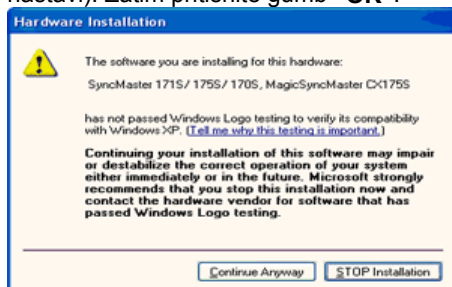 nastavi). Zatim pritisnite gumb "OK".
Hardware Installation
The software you are installing for this hardware:
SyncMaster 171S/ 175S/ 170S, MagicSyncMaster CX175S
has not passed Windows Logo testing to verify its compatibility
with Windows XP. (Tell me why this testing is important.)
Continuing your installation of this software may impair
or destabilize the correct operation of your system
either immediately or in the future. Microsoft strongly
recommends that you stop this installation now and
contact the hardware vendor for software that has
passed Windows Logo testing.
Continue Anyway
STOP Installation